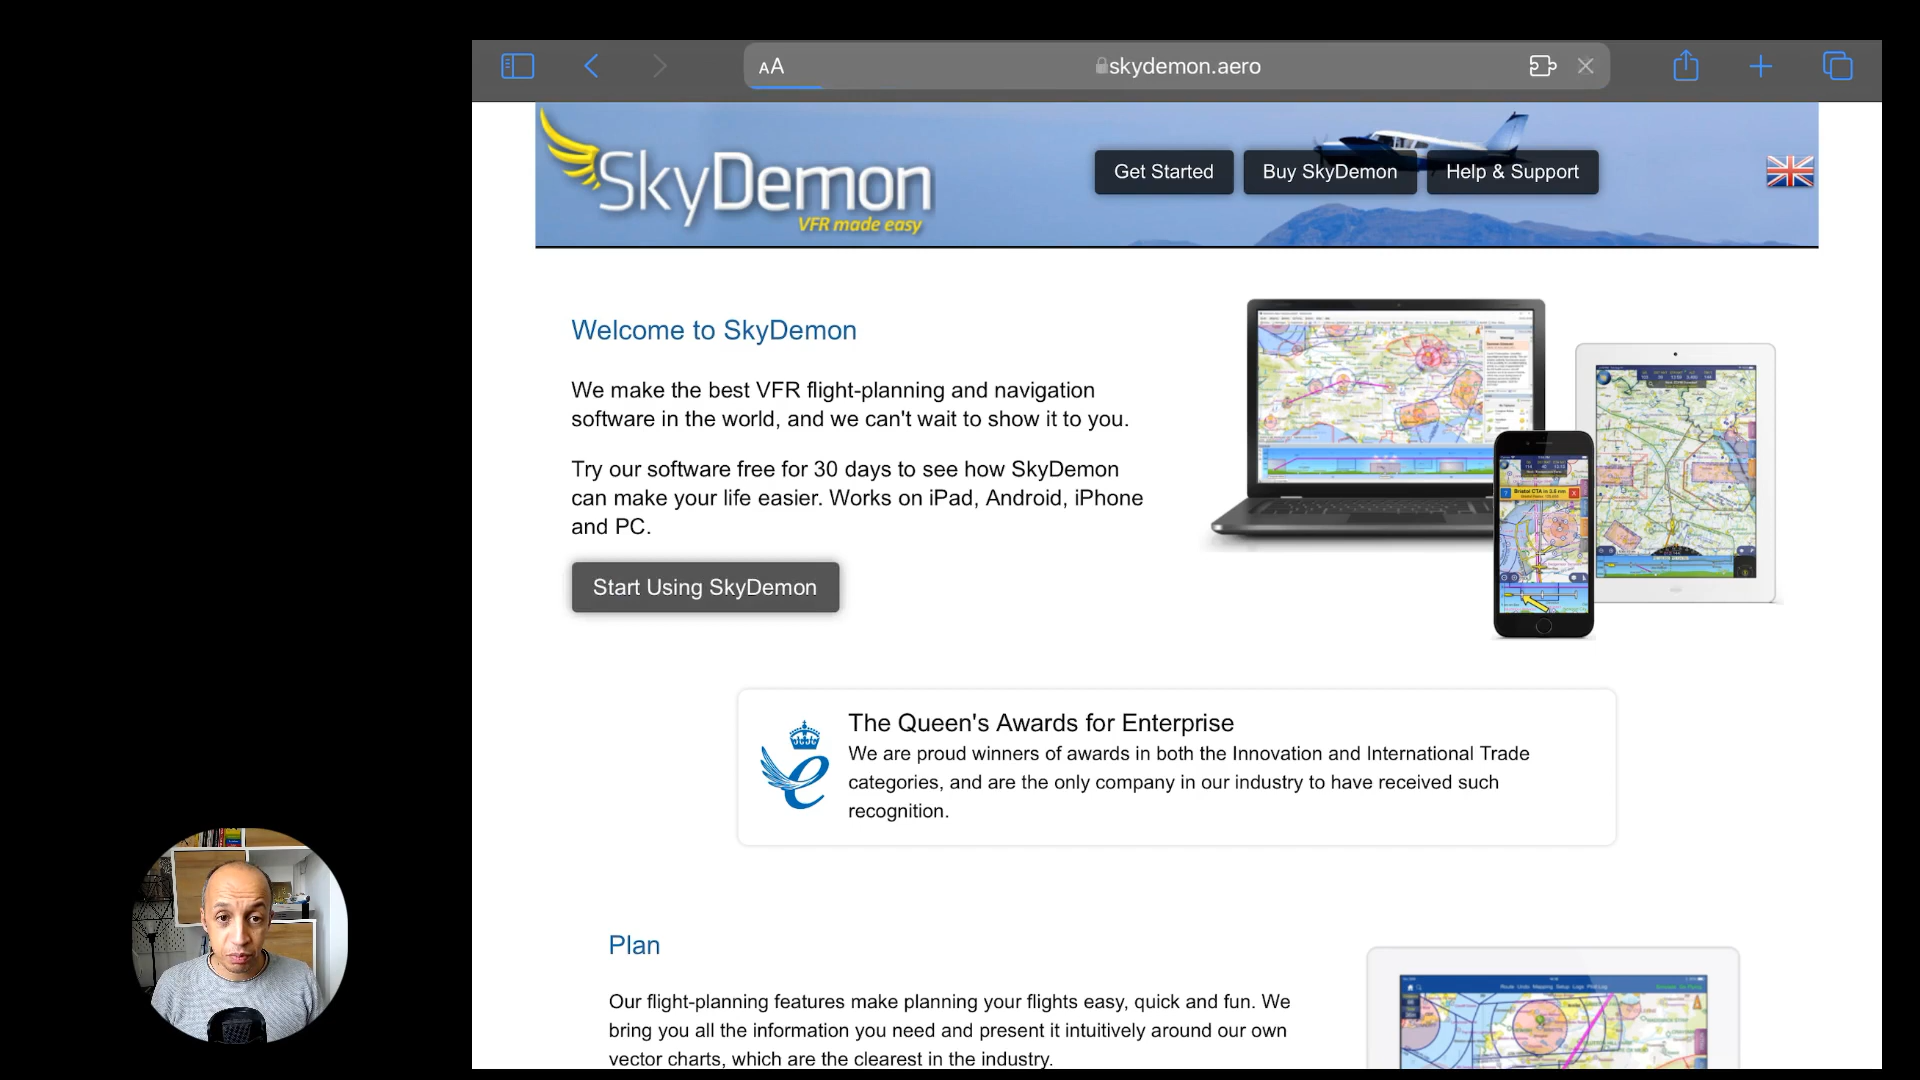 AA
skydemon.aero
SkyDemon
VFR made easy
Get Started
Buy SkyDemon
Help & Support
Welcome to SkyDemon
We make the best VFR flight-planning and navigation
software in the world, and we can't wait to show it to you.
Try our software free for 30 days to see how SkyDemon
can make your life easier. Works on iPad, Android, iPhone
and PC.
Start Using SkyDemon
Bristol CTA in 3.8 nm
The Queen's Awards for Enterprise
We are proud winners of awards in both the Innovation and International Trade
categories, and are the only company in our industry to have received such
recognition.
Plan
Our flight-planning features make planning your flights easy, quick and fun. We
bring you all the information you need and present it intuitively around our own
vector charts, which are the clearest in the industry.